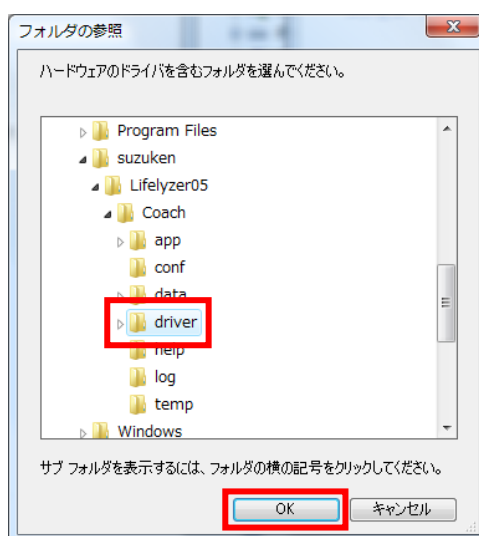 フォルダの参照
ハードウェアのドライバを含むフォルダを選んでください。
Program Files
suzuken
Lifelyzer05
Coach
app
conf
data
driver
help
log
temp
Windows
サブ フォルダを表示するには、フォルダの横の記号をクリックしてください。
OK
キャンセル